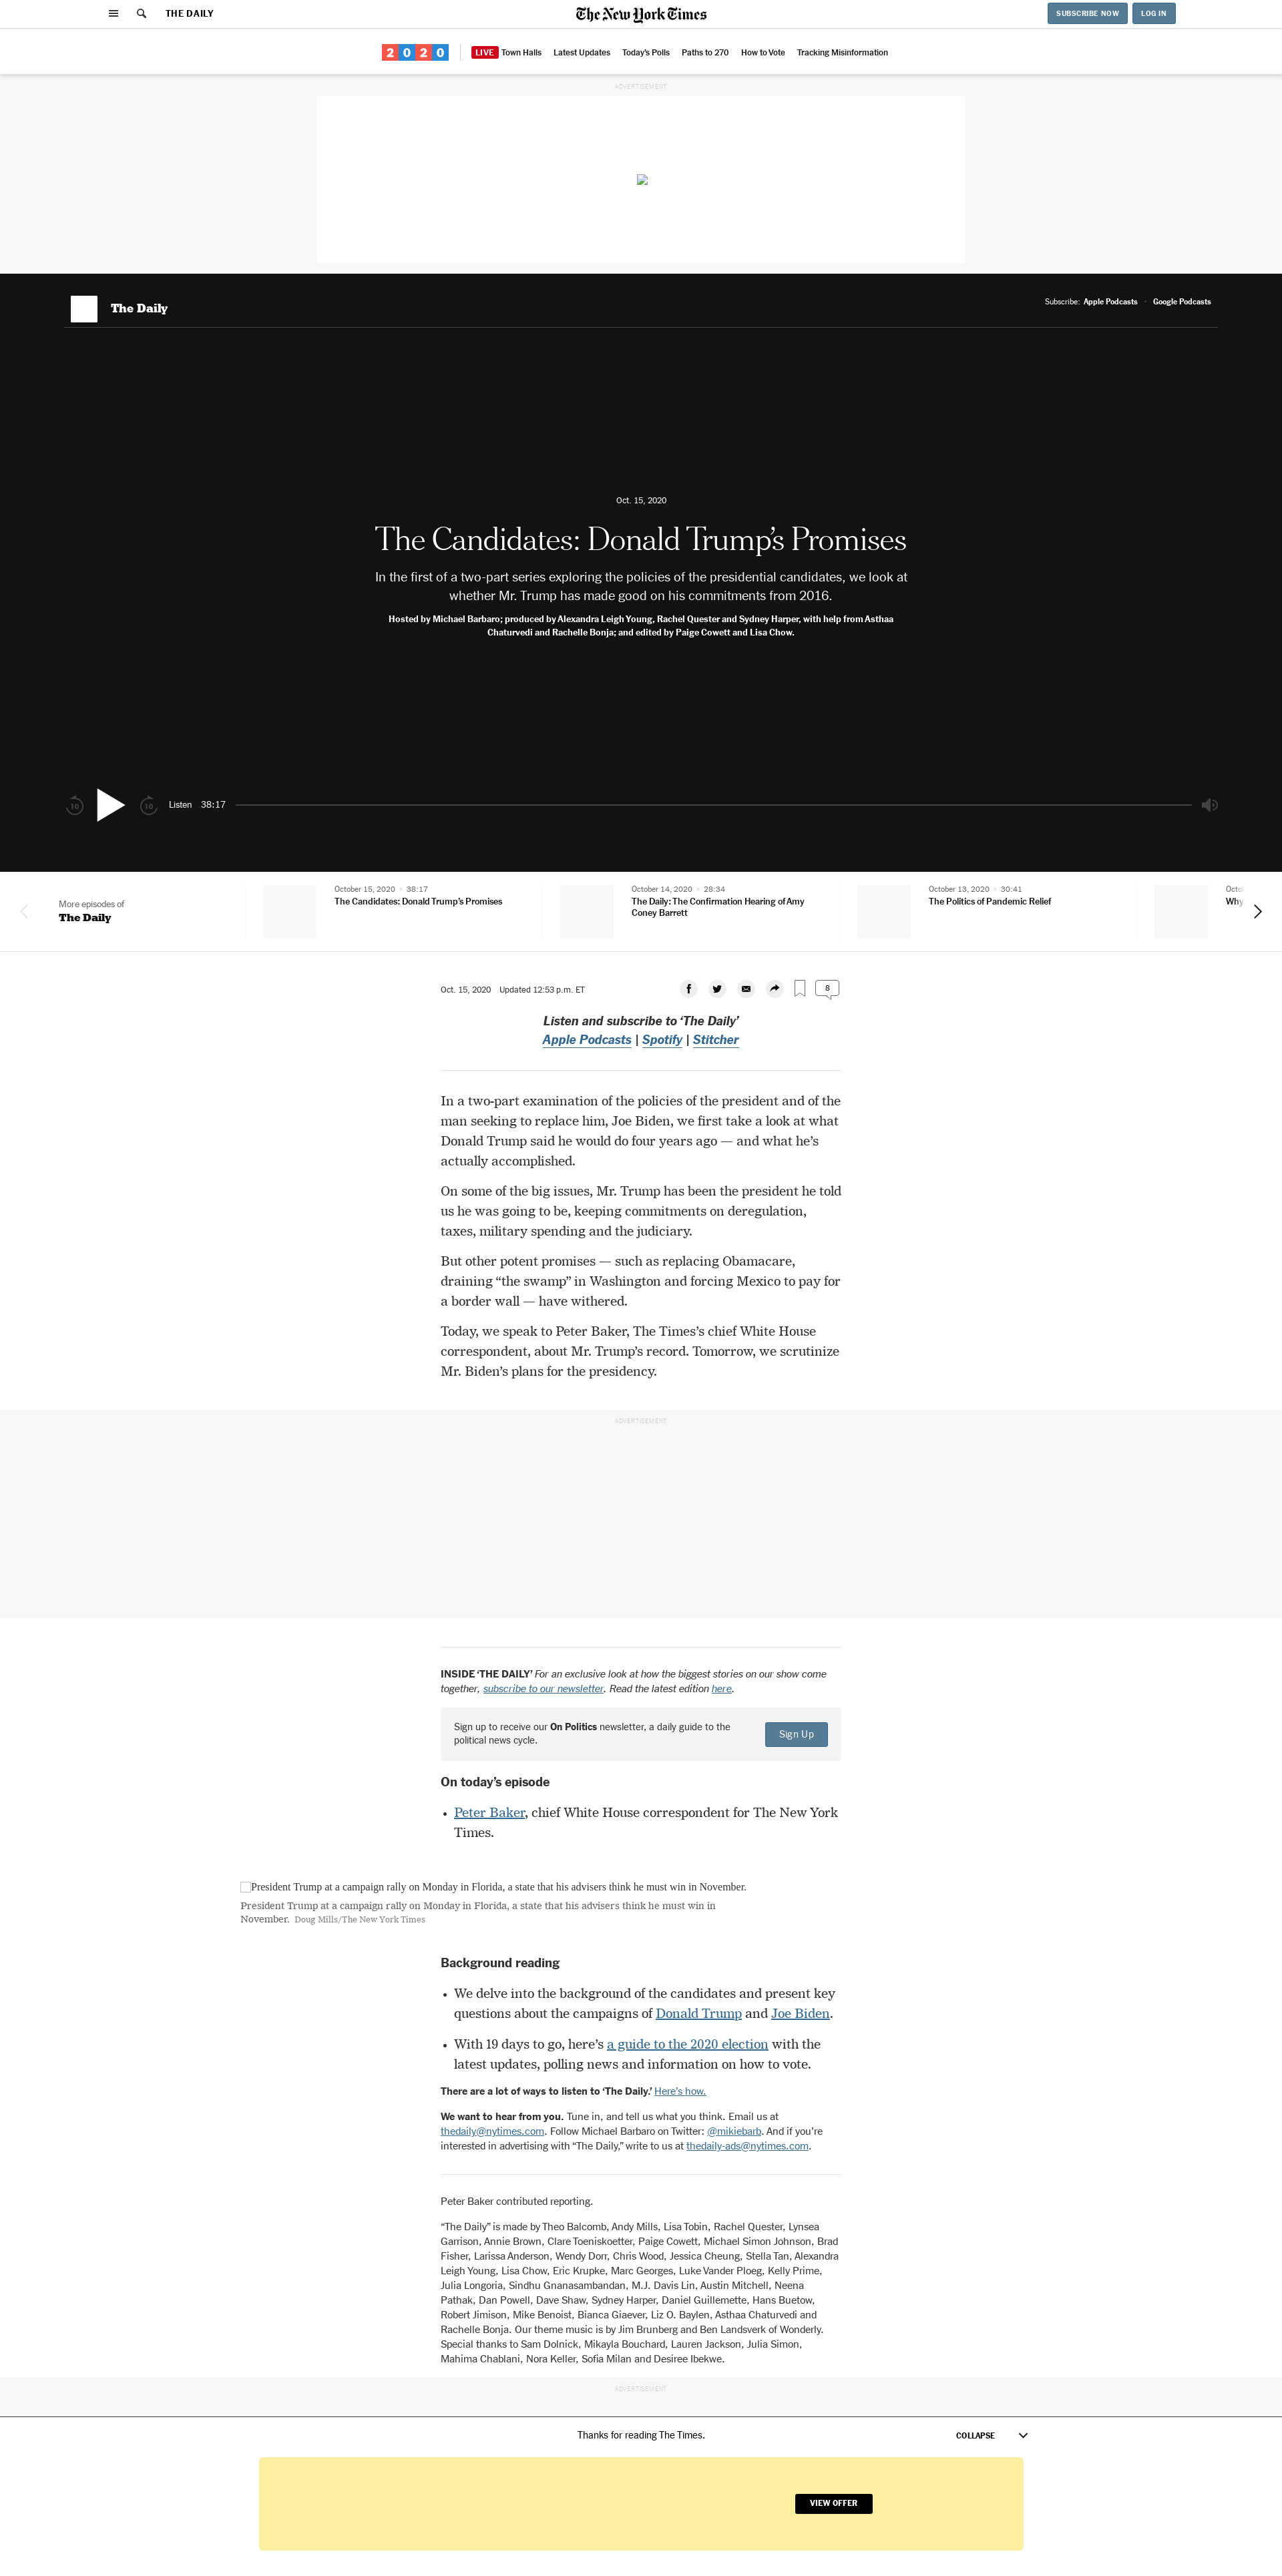 THE DAILY
The New York Times
SUBSCRIBE NOW
LOG IN
2020
LIVE Town Halls
Latest Updates
Today's Polls
Paths to 270
How to Vote
Tracking Misinformation
ADVERTISEMENT
The Daily
Subscribe: Apple Podcasts • Google Podcasts
Oct. 15, 2020
The Candidates: Donald Trump’s Promises
In the first of a two-part series exploring the policies of the presidential candidates, we look at
whether Mr. Trump has made good on his commitments from 2016.
Hosted by Michael Barbaro; produced by Alexandra Leigh Young, Rachel Quester and Sydney Harper, with help from Asthaa
Chaturvedi and Rachelle Bonja; and edited by Paige Cowett and Lisa Chow.
10
10
Listen 38:17
More episodes of
The Daily
October 15, 2020 • 38:17
The Candidates: Donald Trump’s Promises
October 14, 2020 • 28:34
The Daily: The Confirmation Hearing of Amy
Coney Barrett
October 13, 2020 • 30:41
The Politics of Pandemic Relief
Octo
Why
Oct. 15, 2020 Updated 12:53 p.m. ET
8
Listen and subscribe to ‘The Daily’
Apple Podcasts | Spotify | Stitcher
In a two-part examination of the policies of the president and of the
man seeking to replace him, Joe Biden, we first take a look at what
Donald Trump said he would do four years ago — and what he’s
actually accomplished.
On some of the big issues, Mr. Trump has been the president he told
us he was going to be, keeping commitments on deregulation,
taxes, military spending and the judiciary.
But other potent promises — such as replacing Obamacare,
draining “the swamp” in Washington and forcing Mexico to pay for
a border wall — have withered.
Today, we speak to Peter Baker, The Times’s chief White House
correspondent, about Mr. Trump’s record. Tomorrow, we scrutinize
Mr. Biden’s plans for the presidency.
ADVERTISEMENT
INSIDE ‘THE DAILY’ For an exclusive look at how the biggest stories on our show come
together, subscribe to our newsletter. Read the latest edition here.
Sign up to receive our On Politics newsletter, a daily guide to the
political news cycle.
Sign Up
On today’s episode
• Peter Baker, chief White House correspondent for The New York
Times.
President Trump at a campaign rally on Monday in Florida, a state that his advisers think he must win in November.
President Trump at a campaign rally on Monday in Florida, a state that his advisers think he must win in
November. Doug Mills/The New York Times
Background reading
• We delve into the background of the candidates and present key
questions about the campaigns of Donald Trump and Joe Biden.
• With 19 days to go, here’s a guide to the 2020 election with the
latest updates, polling news and information on how to vote.
There are a lot of ways to listen to ‘The Daily.’ Here’s how.
We want to hear from you. Tune in, and tell us what you think. Email us at
thedaily@nytimes.com. Follow Michael Barbaro on Twitter: @mikiebarb. And if you’re
interested in advertising with “The Daily,” write to us at thedaily-ads@nytimes.com.
Peter Baker contributed reporting.
“The Daily” is made by Theo Balcomb, Andy Mills, Lisa Tobin, Rachel Quester, Lynsea
Garrison, Annie Brown, Clare Toeniskoetter, Paige Cowett, Michael Simon Johnson, Brad
Fisher, Larissa Anderson, Wendy Dorr, Chris Wood, Jessica Cheung, Stella Tan, Alexandra
Leigh Young, Lisa Chow, Eric Krupke, Marc Georges, Luke Vander Ploeg, Kelly Prime,
Julia Longoria, Sindhu Gnanasambandan, M.J. Davis Lin, Austin Mitchell, Neena
Pathak, Dan Powell, Dave Shaw, Sydney Harper, Daniel Guillemette, Hans Buetow,
Robert Jimison, Mike Benoist, Bianca Giaever, Liz O. Baylen, Asthaa Chaturvedi and
Rachelle Bonja. Our theme music is by Jim Brunberg and Ben Landsverk of Wonderly.
Special thanks to Sam Dolnick, Mikayla Bouchard, Lauren Jackson, Julia Simon,
Mahima Chablani, Nora Keller, Sofia Milan and Desiree Ibekwe.
ADVERTISEMENT
Thanks for reading The Times.
COLLAPSE
VIEW OFFER